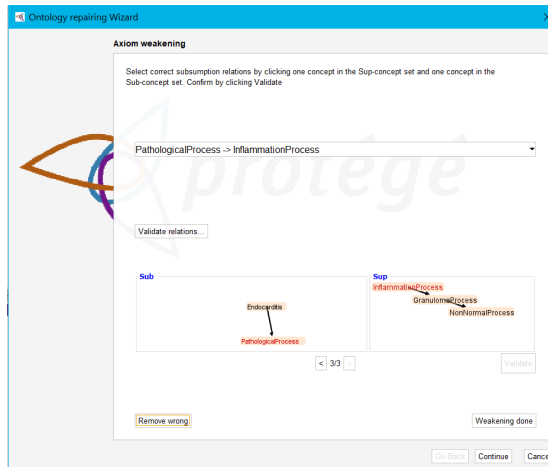 Ontology repairing Wizard
Axiom weakening
Select correct subsumption relations by clicking one concept in the Sup-concept set and one concept in the
Sub-concept set. Confirm by clicking Validate
PathologicalProcess -> InflammationProcess
protégé
Validate relations...
Sub
Sup
InflammationProcess
GranulomeProcess
NonNormalProcess
Endocarditis
PathologicalProcess
< 3/3 >
Validate
Remove wrong
Weakening done
Go Back
Continue
Cance